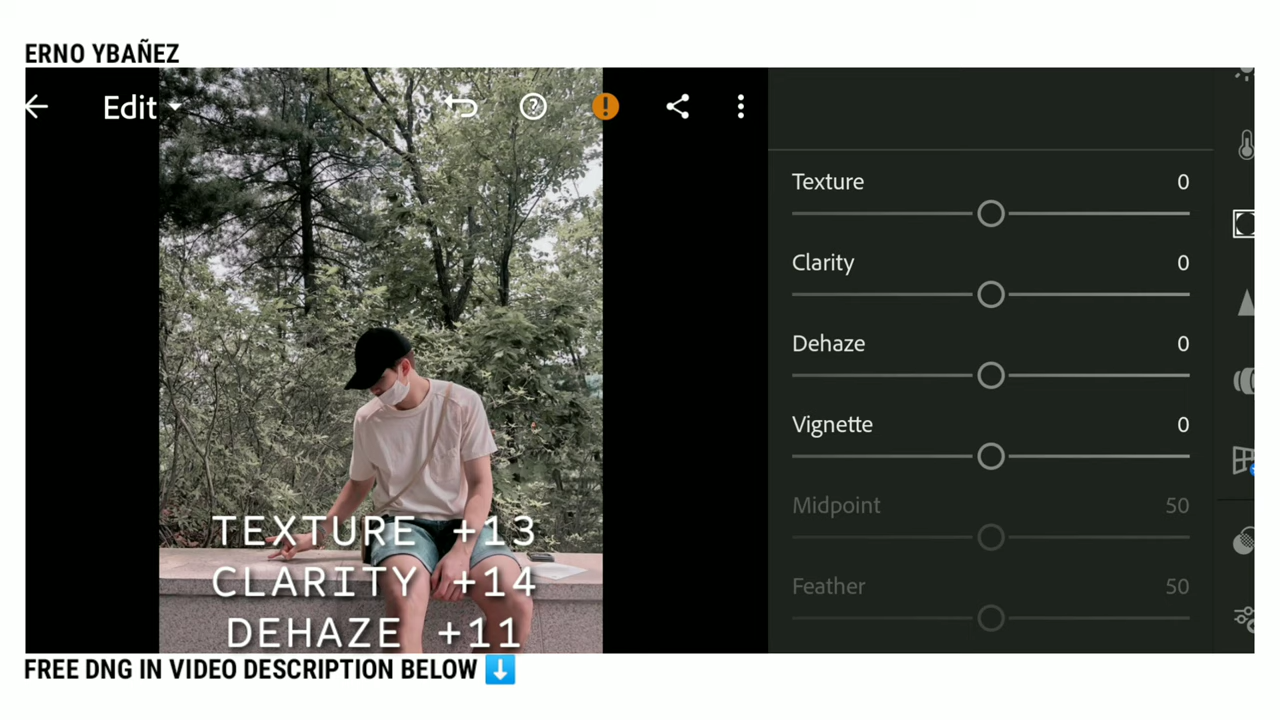 ERNO YBAÑEZ
Edit
Texture 0
Clarity 0
Dehaze 0
Vignette 0
Midpoint 50
Feather 50
TEXTURE +13
CLARITY +14
DEHAZE +11
FREE DNG IN VIDEO DESCRIPTION BELOW ⬇️